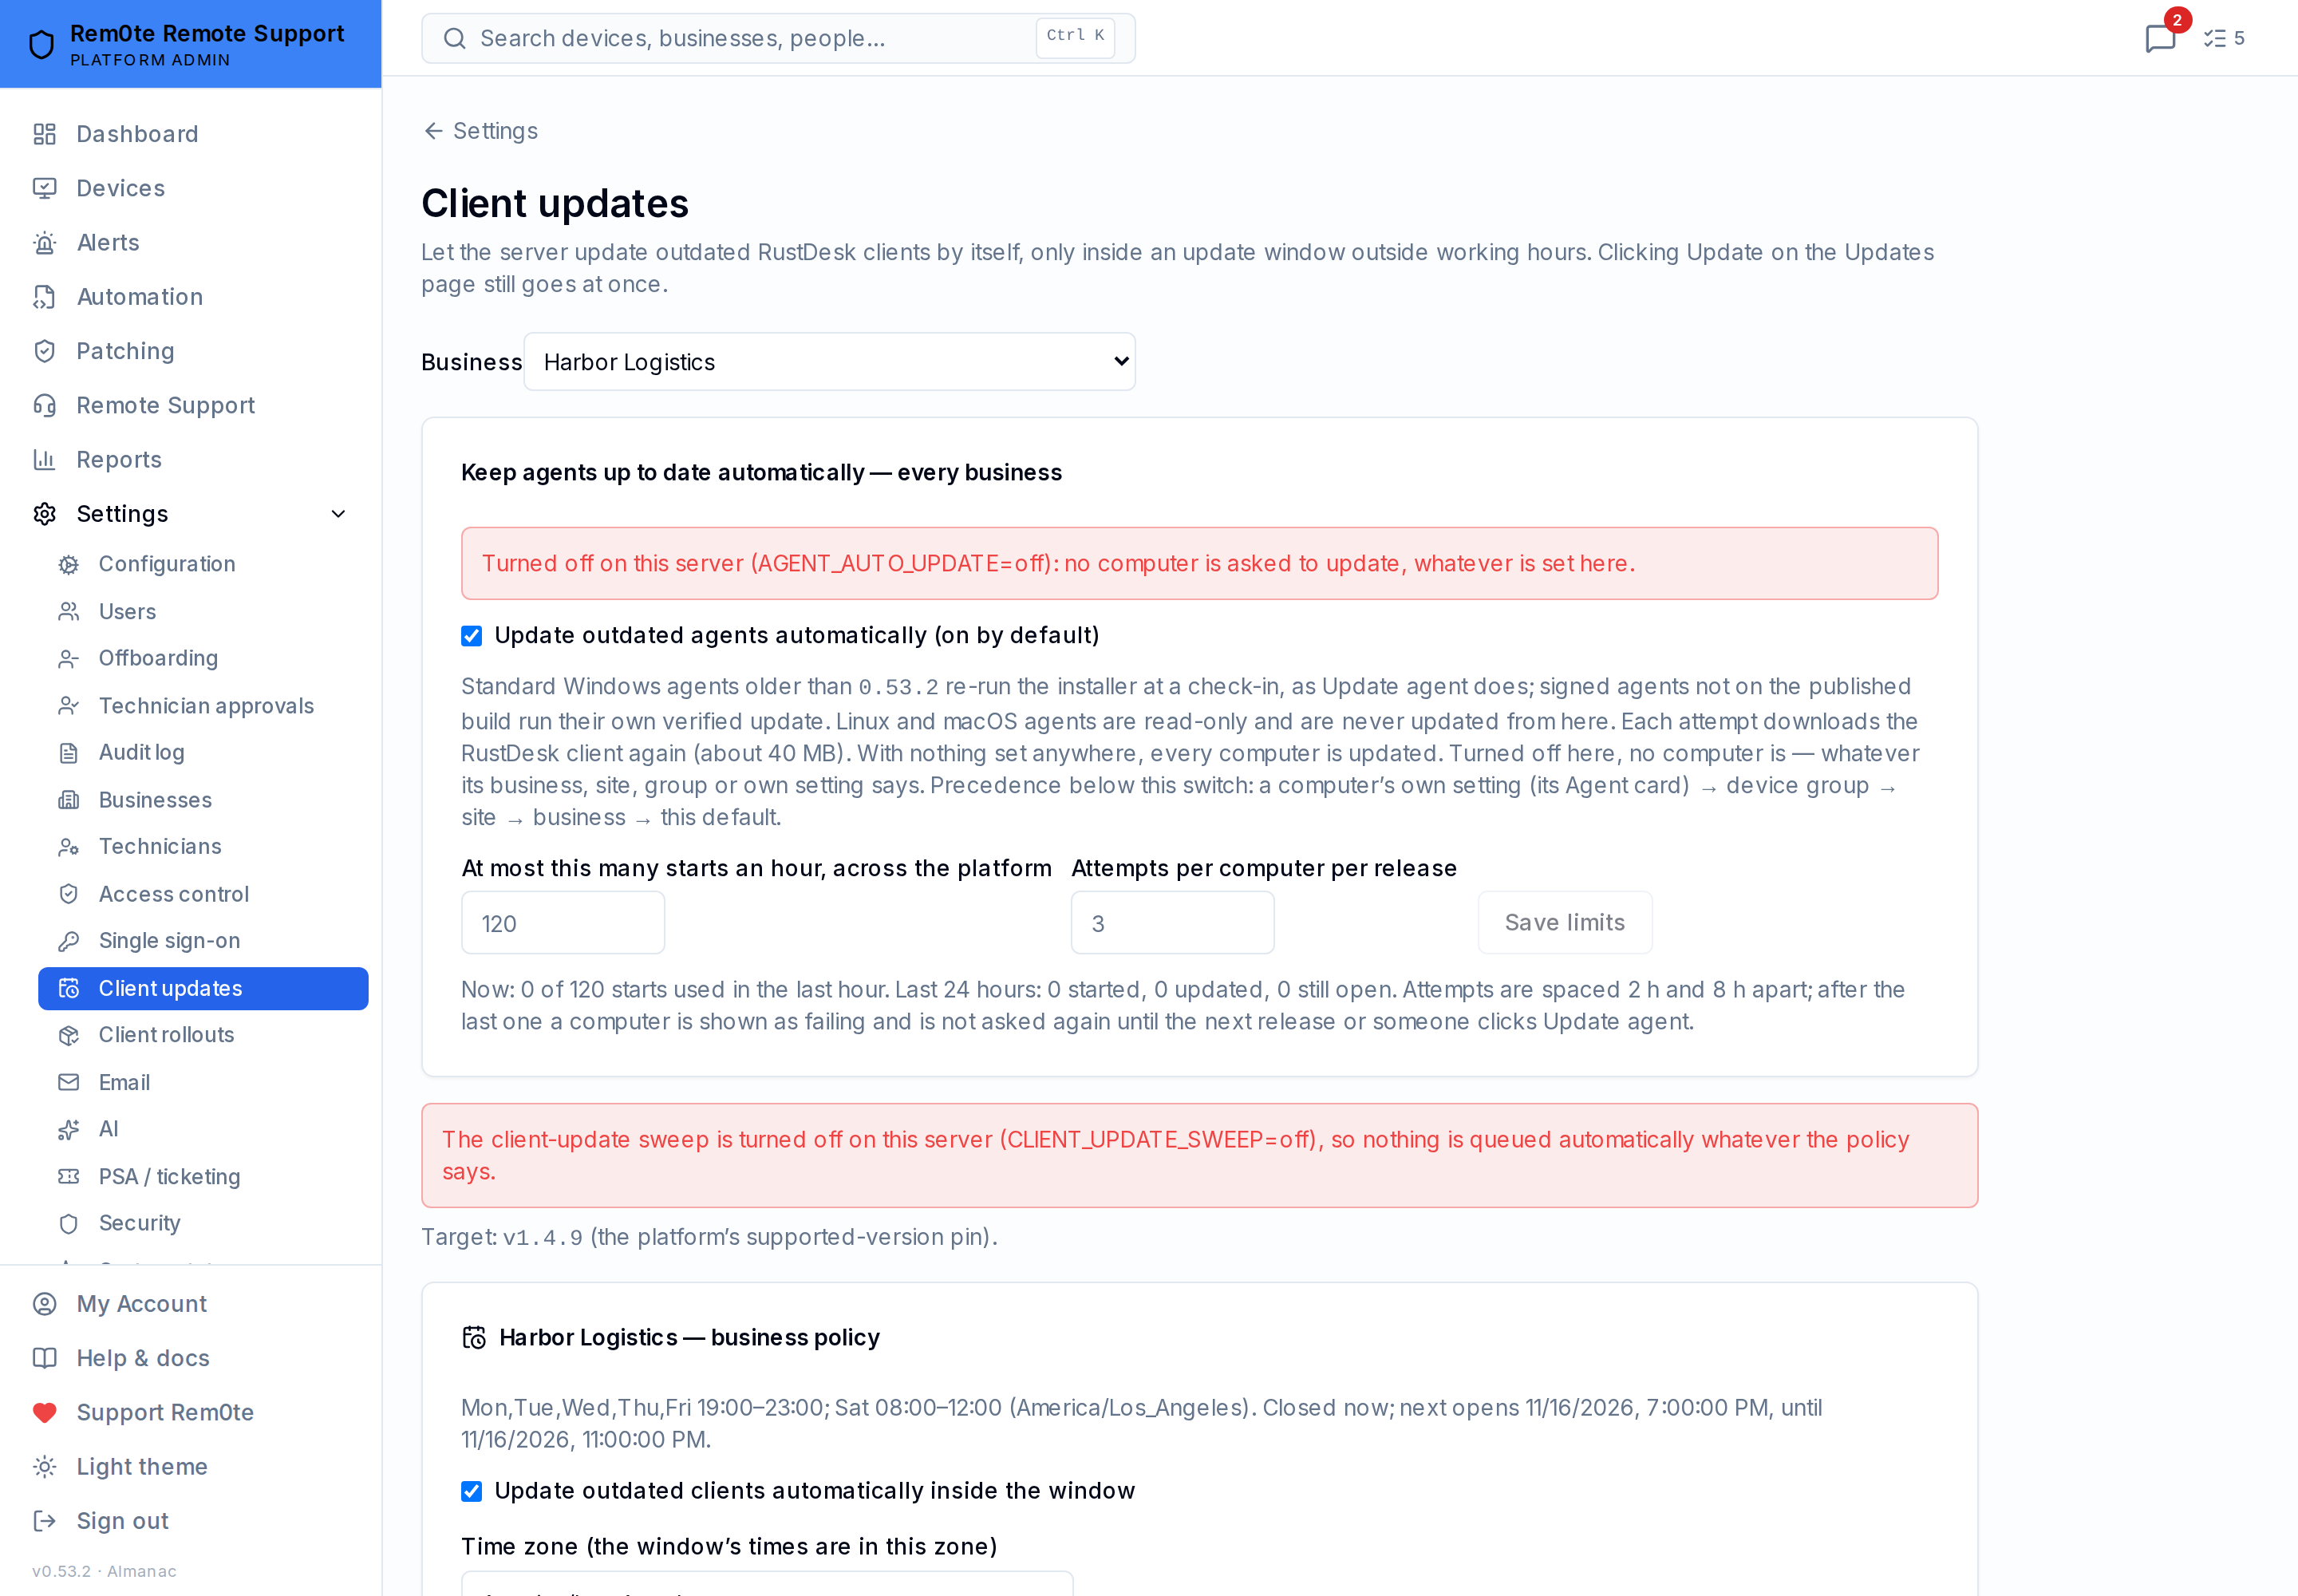 Rem0te Remote Support
PLATFORM ADMIN
Search devices, businesses, people...
Ctrl K
2
5
Dashboard
Devices
Alerts
Automation
Patching
Remote Support
Reports
Settings
Configuration
Users
Offboarding
Technician approvals
Audit log
Businesses
Technicians
Access control
Single sign-on
Client updates
Client rollouts
Email
AI
PSA / ticketing
Security
My Account
Help & docs
Support Rem0te
Light theme
Sign out
v0.53.2 · Almanac
← Settings
Client updates
Let the server update outdated RustDesk clients by itself, only inside an update window outside working hours. Clicking Update on the Updates
page still goes at once.
Business
Harbor Logistics
Keep agents up to date automatically — every business
Turned off on this server (AGENT_AUTO_UPDATE=off): no computer is asked to update, whatever is set here.
Update outdated agents automatically (on by default)
Standard Windows agents older than 0.53.2 re-run the installer at a check-in, as Update agent does; signed agents not on the published
build run their own verified update. Linux and macOS agents are read-only and are never updated from here. Each attempt downloads the
RustDesk client again (about 40 MB). With nothing set anywhere, every computer is updated. Turned off here, no computer is — whatever
its business, site, group or own setting says. Precedence below this switch: a computer’s own setting (its Agent card) → device group →
site → business → this default.
At most this many starts an hour, across the platform
Attempts per computer per release
120
3
Save limits
Now: 0 of 120 starts used in the last hour. Last 24 hours: 0 started, 0 updated, 0 still open. Attempts are spaced 2 h and 8 h apart; after the
last one a computer is shown as failing and is not asked again until the next release or someone clicks Update agent.
The client-update sweep is turned off on this server (CLIENT_UPDATE_SWEEP=off), so nothing is queued automatically whatever the policy
says.
Target: v1.4.9 (the platform’s supported-version pin).
Harbor Logistics — business policy
Mon,Tue,Wed,Thu,Fri 19:00–23:00; Sat 08:00–12:00 (America/Los_Angeles). Closed now; next opens 11/16/2026, 7:00:00 PM, until
11/16/2026, 11:00:00 PM.
Update outdated clients automatically inside the window
Time zone (the window’s times are in this zone)